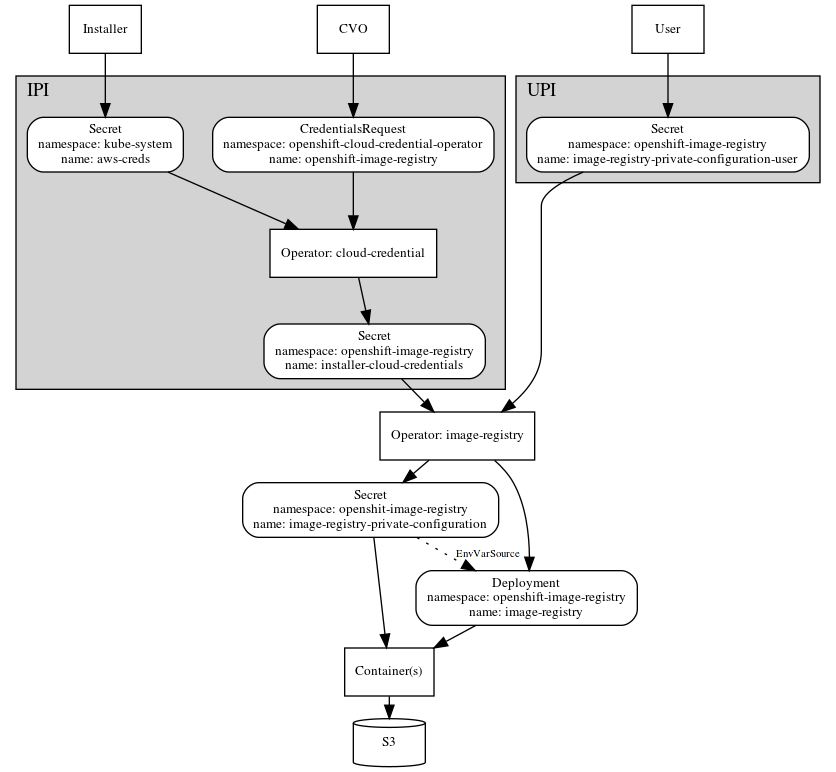 Installer
CVO
User
IPI
UPI
Secret
namespace: kube-system
name: aws-creds
CredentialsRequest
namespace: openshift-cloud-credential-operator
name: openshift-image-registry
Secret
namespace: openshift-image-registry
name: image-registry-private-configuration-user
Operator: cloud-credential
Secret
namespace: openshift-image-registry
name: installer-cloud-credentials
Operator: image-registry
Secret
namespace: openshit-image-registry
name: image-registry-private-configuration
EnvVarSource
Deployment
namespace: openshift-image-registry
name: image-registry
Container(s)
S3